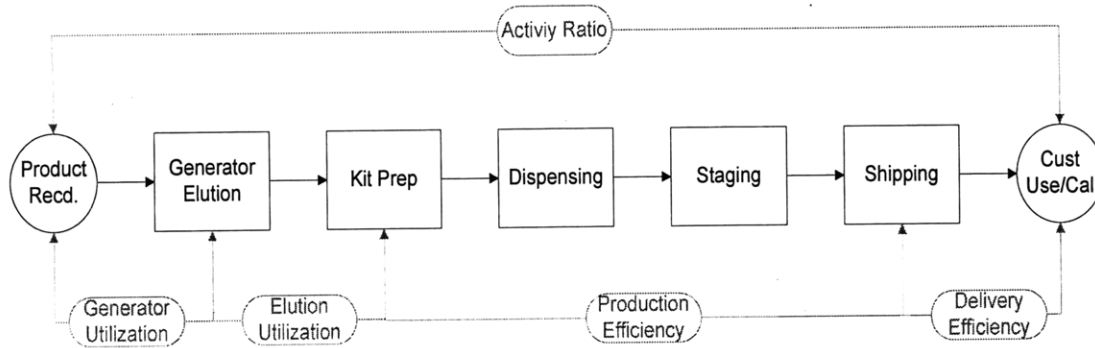 Activiy Ratio
Product
Recd.
Generator
Elution
Kit Prep
Dispensing
Staging
Shipping
Cust
Use/Cal
Generator
Utilization
Elution
Utilization
Production
Efficiency
Delivery
Efficiency